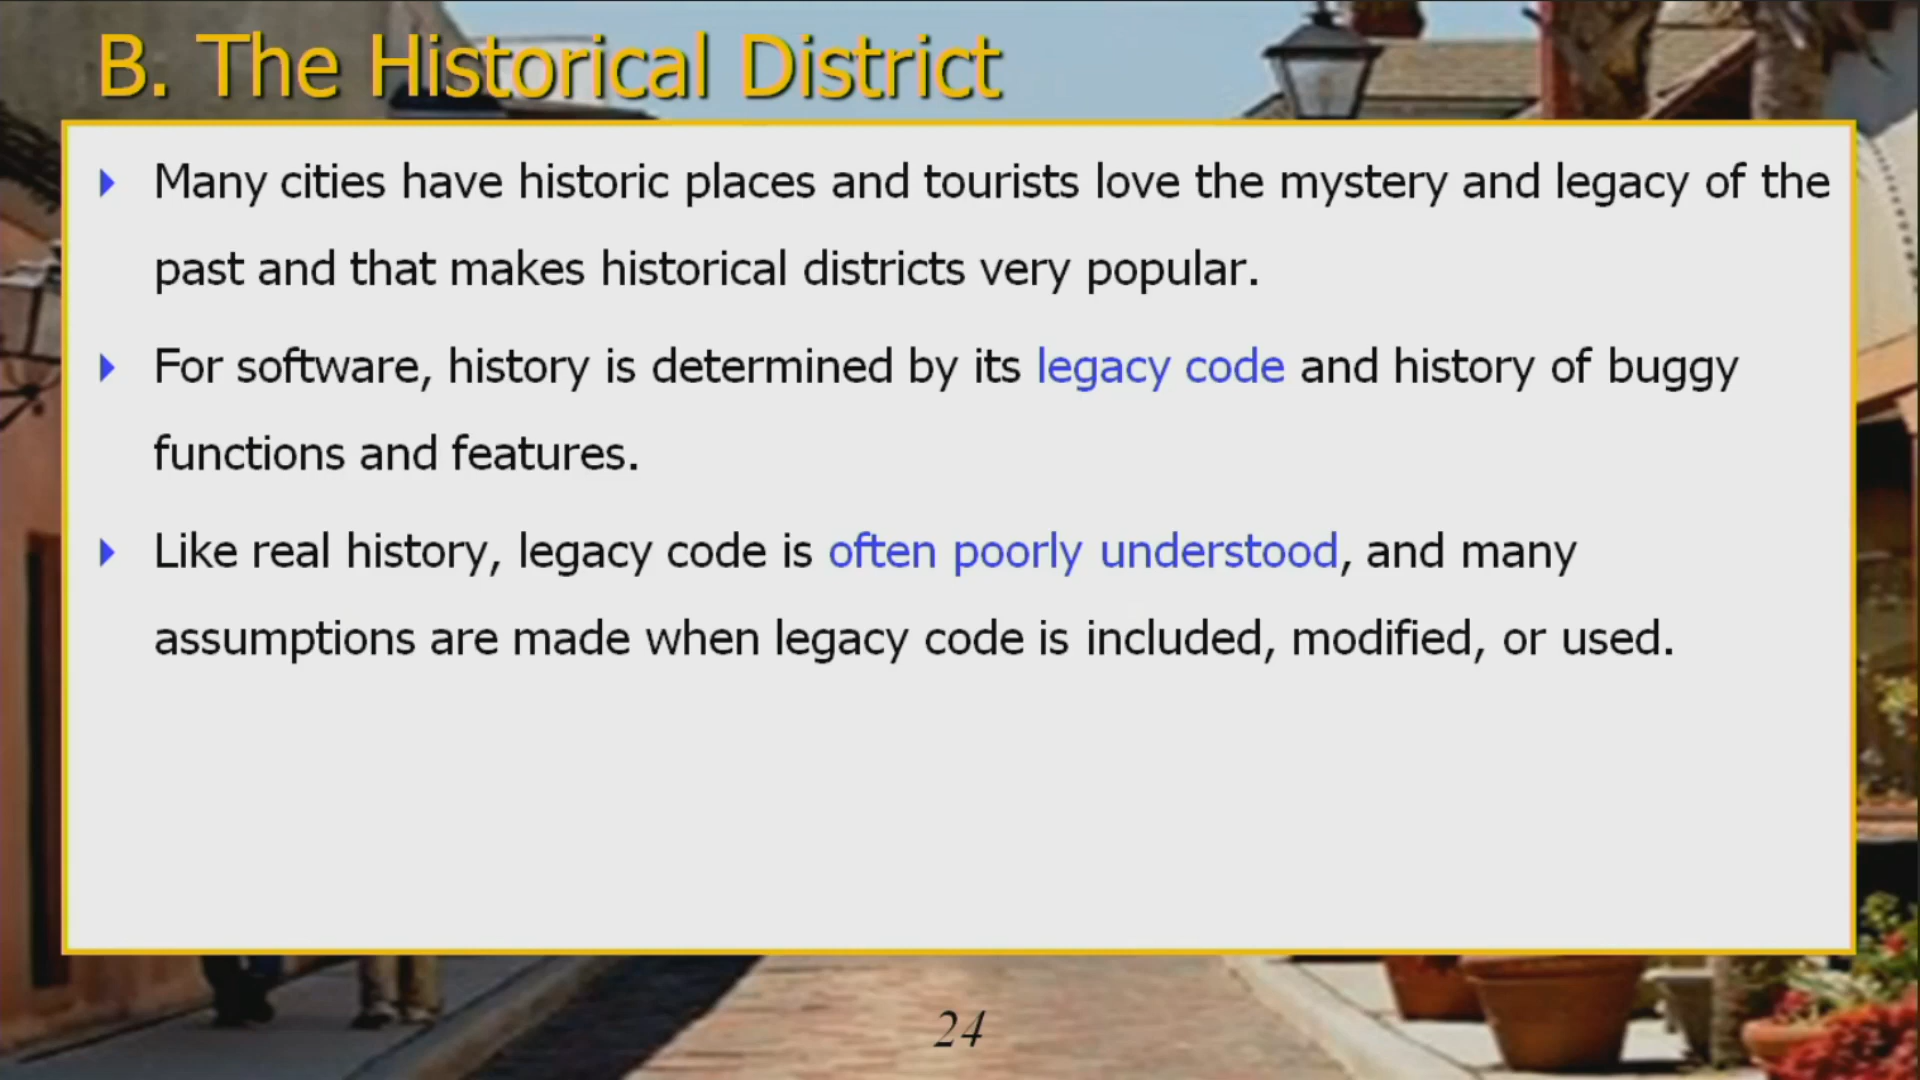 B. The Historical District
Many cities have historic places and tourists love the mystery and legacy of the
past and that makes historical districts very popular.
For software, history is determined by its legacy code and history of buggy
functions and features.
Like real history, legacy code is often poorly understood, and many
assumptions are made when legacy code is included, modified, or used.
24